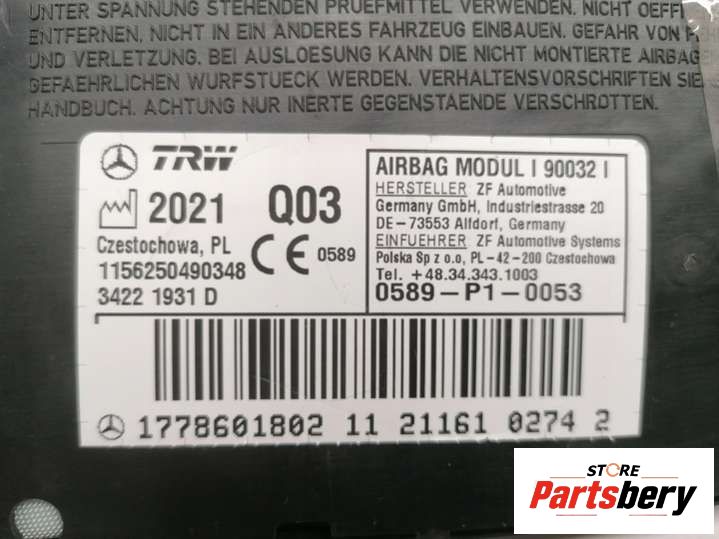 UNTER SPANNUNG STEHENDEN PRUEFMITTEL VERWENDEN. NICHT OEFF
ENTFERNEN, NICHT IN EIN ANDERES FAHRZEUG EINBAUEN. GEFAHR VON
UND VERLETZUNG. BEI AUSLOESUNG KANN DIE NICHT MONTIERTE AIRBAGE
GEFAEHRLICHEN WURFSTUECK WERDEN. VERHALTENSVORSCHRIFTEN SIE
HANDBUCH. ACHTUNG NUR INERTE GEGENSTAENDE VERSCHROTTEN.
TRW
2021 Q03
Czestochowa, PL
0589
1156250490348
3422 1931 D
AIRBAG MODUL I 90032 I
HERSTELLER: ZF Automotive
Germany GmbH, Industriestrasse 20
DE-73553 Alfdorf, Germany
EINFUEHRER: ZF Automotive Systems
Polska Sp z o.o, PL-42-200 Czestochowa
Tel. +48.34.343.1003
0589-P1-0053
1778601802 11 211161 0274 2
STORE
Partsbery